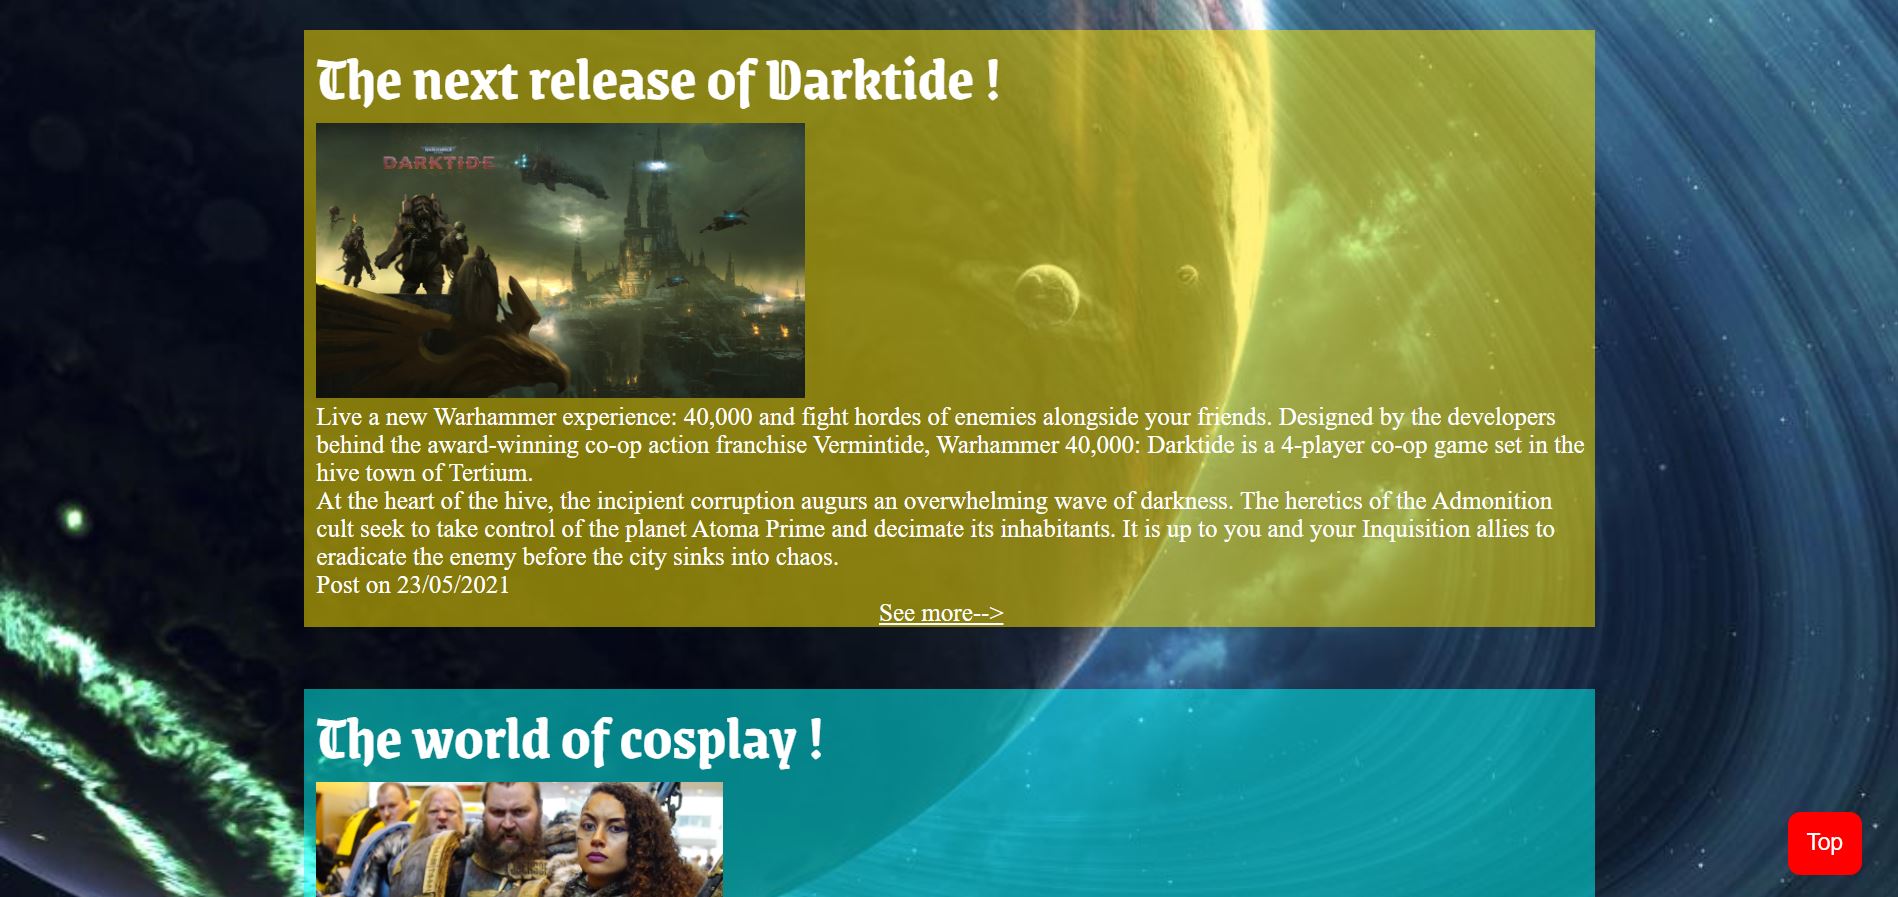 The next release of Darktide !
WARHAMMER
DARKTIDE
Live a new Warhammer experience: 40,000 and fight hordes of enemies alongside your friends. Designed by the developers
behind the award-winning co-op action franchise Vermintide, Warhammer 40,000: Darktide is a 4-player co-op game set in the
hive town of Tertium.
At the heart of the hive, the incipient corruption augurs an overwhelming wave of darkness. The heretics of the Admonition
cult seek to take control of the planet Atoma Prime and decimate its inhabitants. It is up to you and your Inquisition allies to
eradicate the enemy before the city sinks into chaos.
Post on 23/05/2021
See more-->
The world of cosplay !
Top